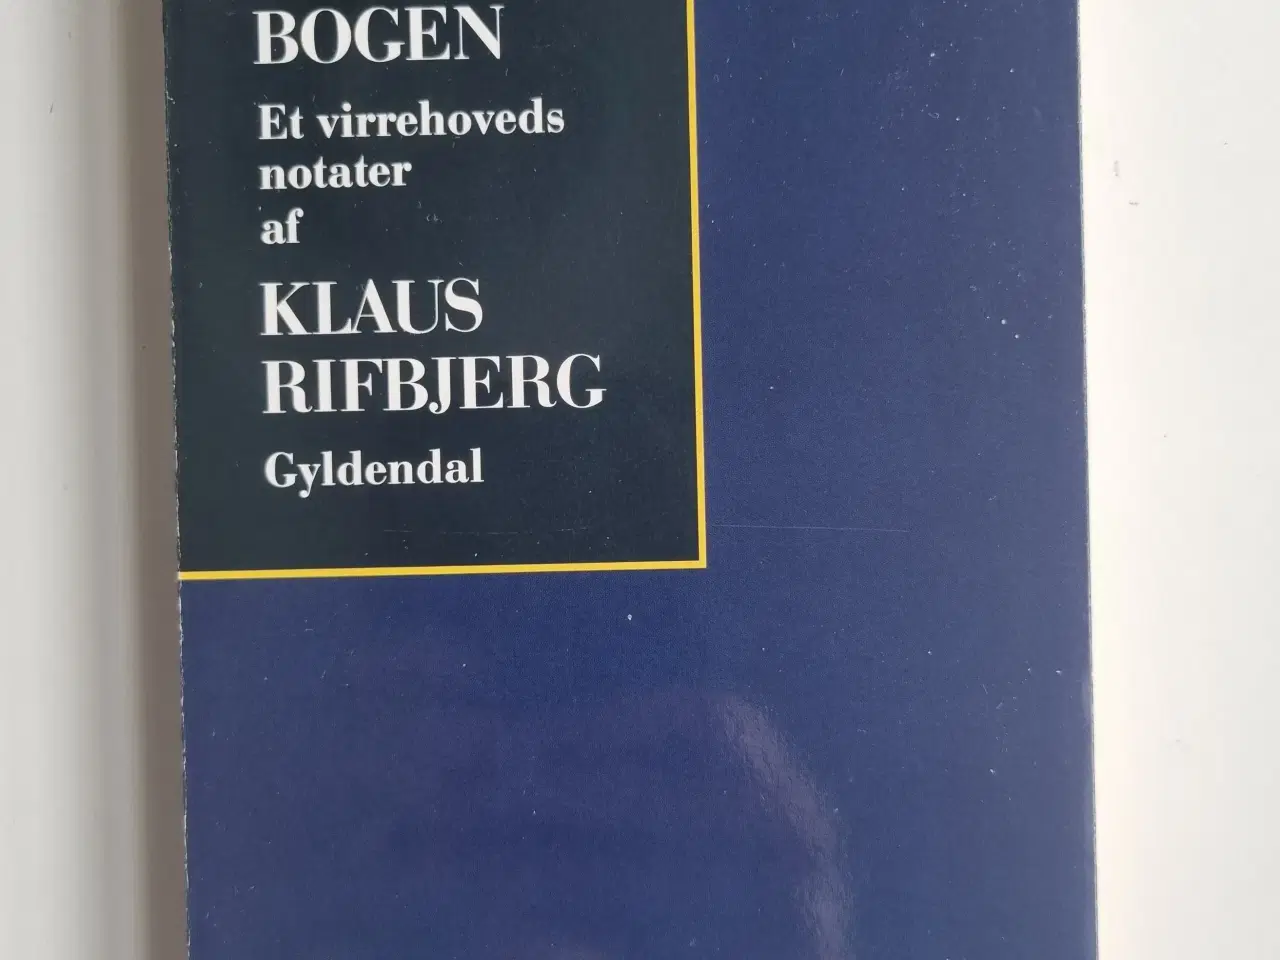 BOGEN
Et virrehoveds
notater
af
KLAUS
RIFBJERG
Gyldendal